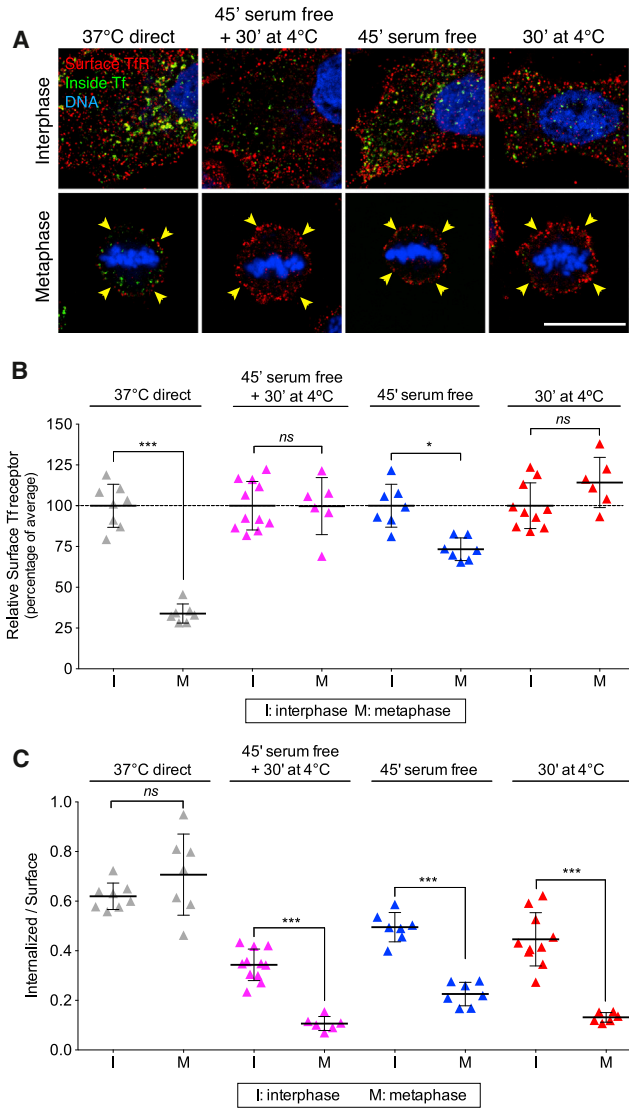 A
37°C direct
45' serum free
+ 30' at 4°C
45' serum free
30' at 4°C
Surface TfR
Inside Tf
DNA
Interphase
Metaphase
B
37°C direct
45' serum free
+ 30' at 4ºC
45' serum free
30' at 4ºC
Relative Surface Tf receptor
(percentage of average)
150
125
100
75
50
25
0
***
ns
*
ns
I
M
I
M
I
M
I
M
I: interphase M: metaphase
C
37°C direct
45' serum free
+ 30' at 4°C
45' serum free
30' at 4°C
Internalized / Surface
1.0
0.8
0.6
0.4
0.2
0.0
ns
***
***
***
I
M
I
M
I
M
I
M
I: interphase M: metaphase